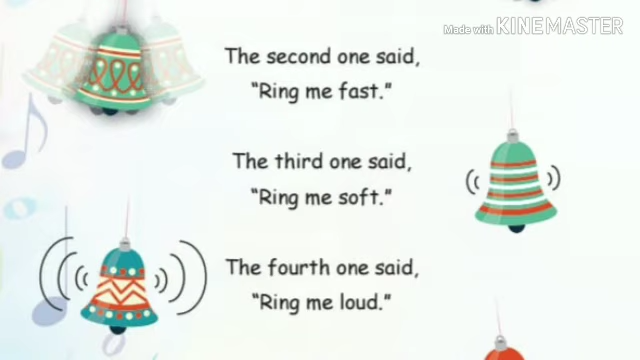 Made with KINEMASTER
The second one said,
"Ring me fast."
The third one said,
"Ring me soft."
The fourth one said,
"Ring me loud."